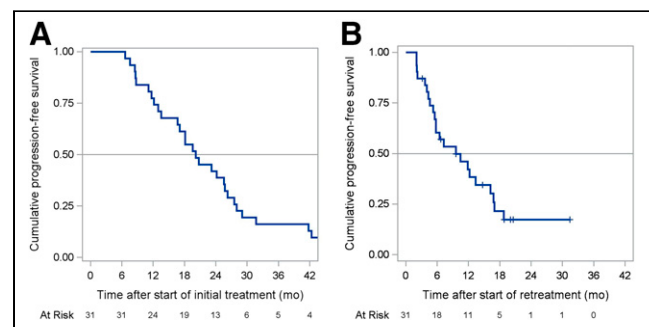 A
Cumulative progression-free survival
1.00
0.75
0.50
0.25
0.00
0 6 12 18 24 30 36 42
Time after start of initial treatment (mo)
At Risk 31 31 24 19 13 6 5 4
B
Cumulative progression-free survival
1.00
0.75
0.50
0.25
0.00
0 6 12 18 24 30 36 42
Time after start of retreatment (mo)
At Risk 31 18 11 5 1 1 0